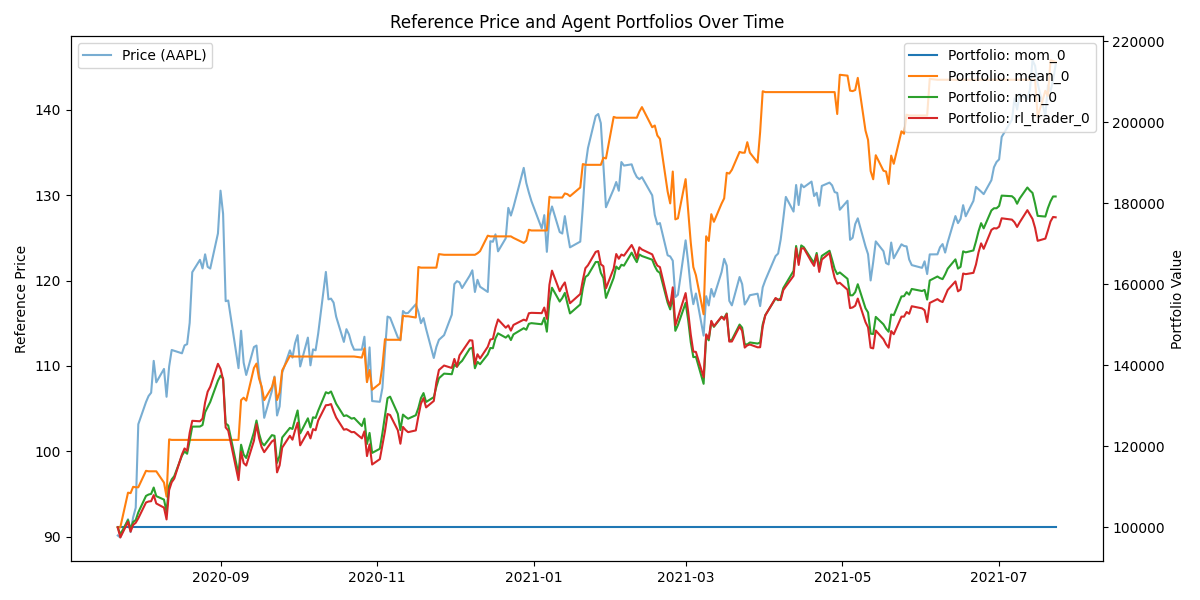 Reference Price and Agent Portfolios Over Time
Price (AAPL)
Portfolio: mom_0
Portfolio: mean_0
Portfolio: mm_0
Portfolio: rl_trader_0
Reference Price
140
130
120
110
100
90
220000
200000
180000
160000
140000
120000
100000
Portfolio Value
2020-09
2020-11
2021-01
2021-03
2021-05
2021-07